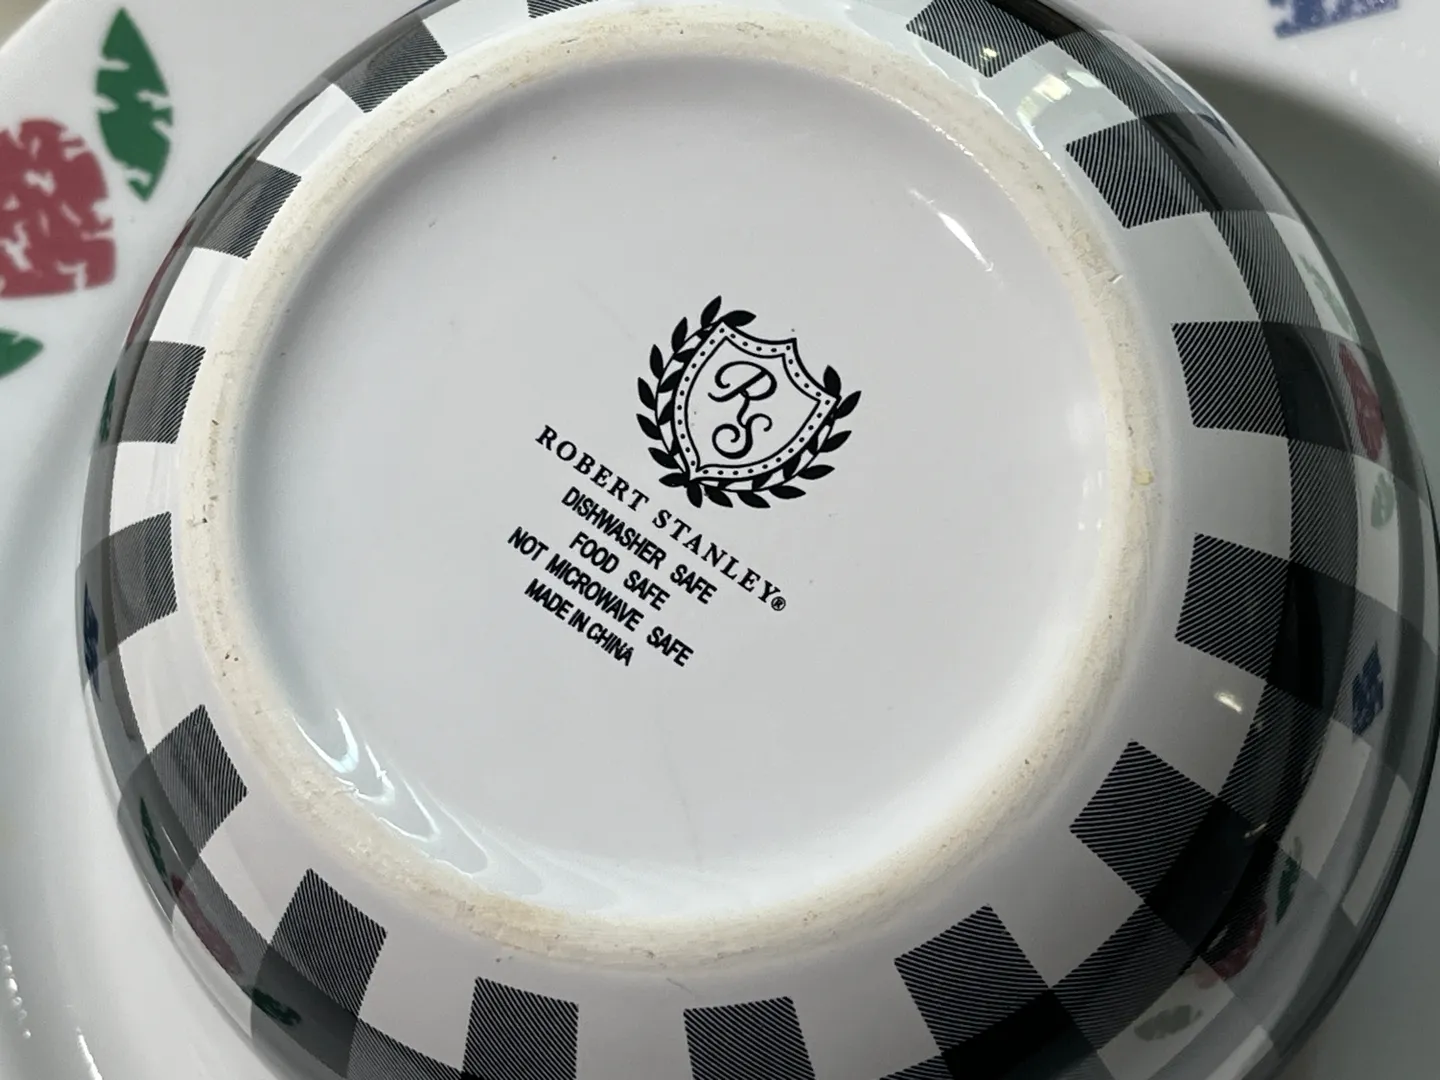 RS
ROBERT STANLEY®
DISHWASHER SAFE
FOOD SAFE
NOT MICROWAVE SAFE
MADE IN CHINA